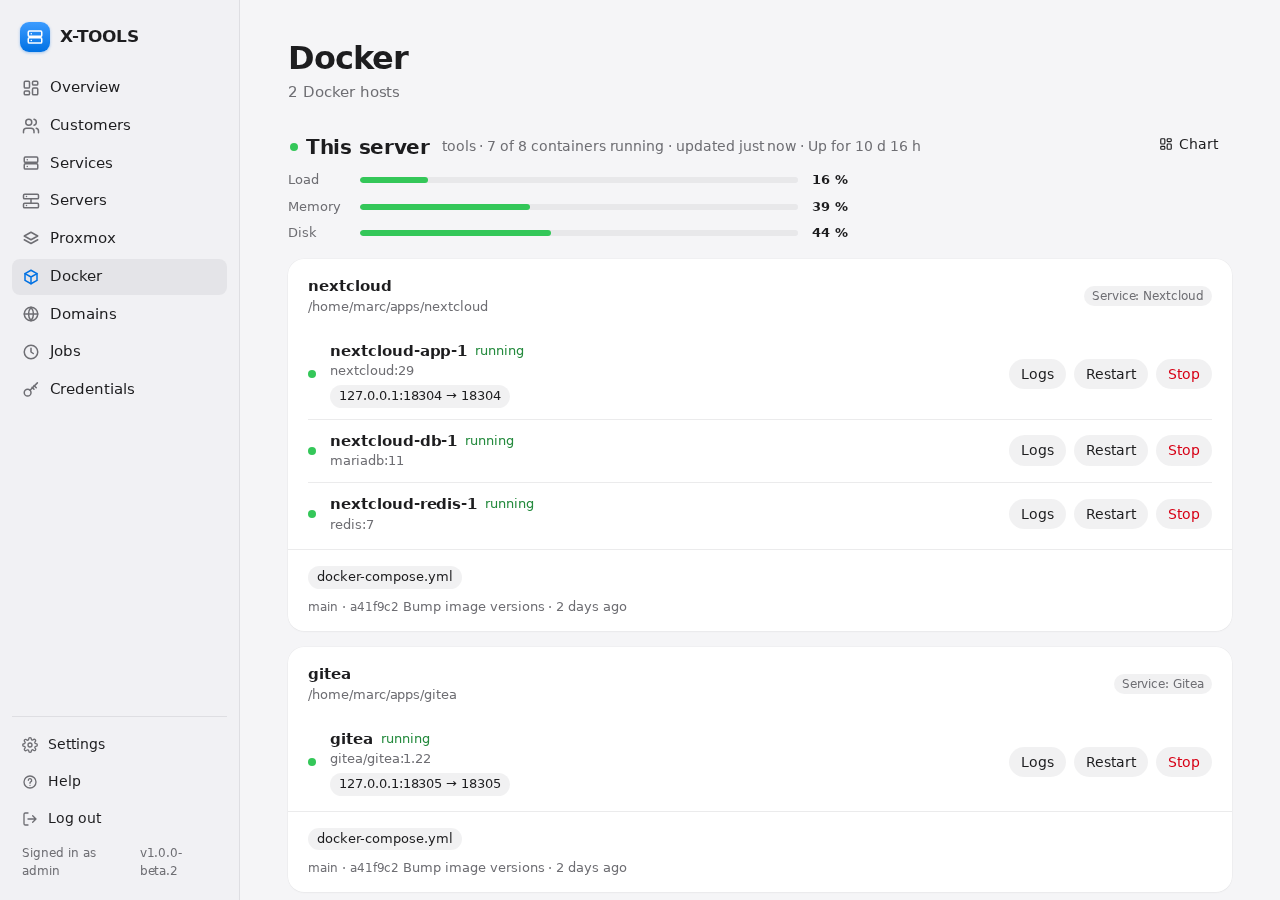 X-TOOLS
Overview
Customers
Services
Servers
Proxmox
Docker
Domains
Jobs
Credentials
Settings
Help
Log out
Signed in as admin
v1.0.0-beta.2
Docker
2 Docker hosts
This server tools · 7 of 8 containers running · updated just now · Up for 10 d 16 h
Chart
Load 16 %
Memory 39 %
Disk 44 %
nextcloud
/home/marc/apps/nextcloud
Service: Nextcloud
nextcloud-app-1 running
nextcloud:29
127.0.0.1:18304 → 18304
Logs Restart Stop
nextcloud-db-1 running
mariadb:11
Logs Restart Stop
nextcloud-redis-1 running
redis:7
Logs Restart Stop
docker-compose.yml
main · a41f9c2 Bump image versions · 2 days ago
gitea
/home/marc/apps/gitea
Service: Gitea
gitea running
gitea/gitea:1.22
127.0.0.1:18305 → 18305
Logs Restart Stop
docker-compose.yml
main · a41f9c2 Bump image versions · 2 days ago